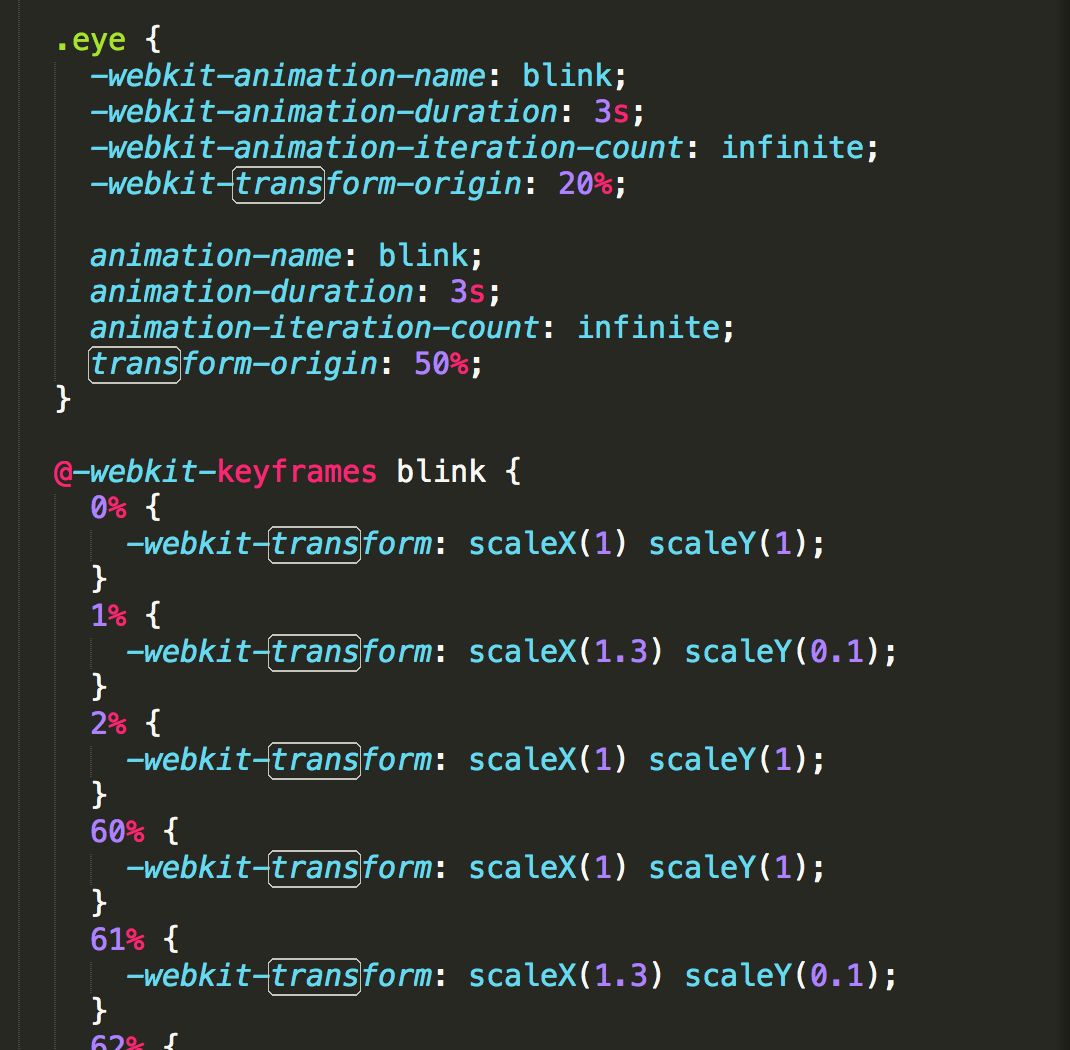 .eye {
-webkit-animation-name: blink;
-webkit-animation-duration: 3s;
-webkit-animation-iteration-count: infinite;
-webkit-transform-origin: 20%;
animation-name: blink;
animation-duration: 3s;
animation-iteration-count: infinite;
transform-origin: 50%;
}
@-webkit-keyframes blink {
0% {
-webkit-transform: scaleX(1) scaleY(1);
}
1% {
-webkit-transform: scaleX(1.3) scaleY(0.1);
}
2% {
-webkit-transform: scaleX(1) scaleY(1);
}
60% {
-webkit-transform: scaleX(1) scaleY(1);
}
61% {
-webkit-transform: scaleX(1.3) scaleY(0.1);
}
62% {